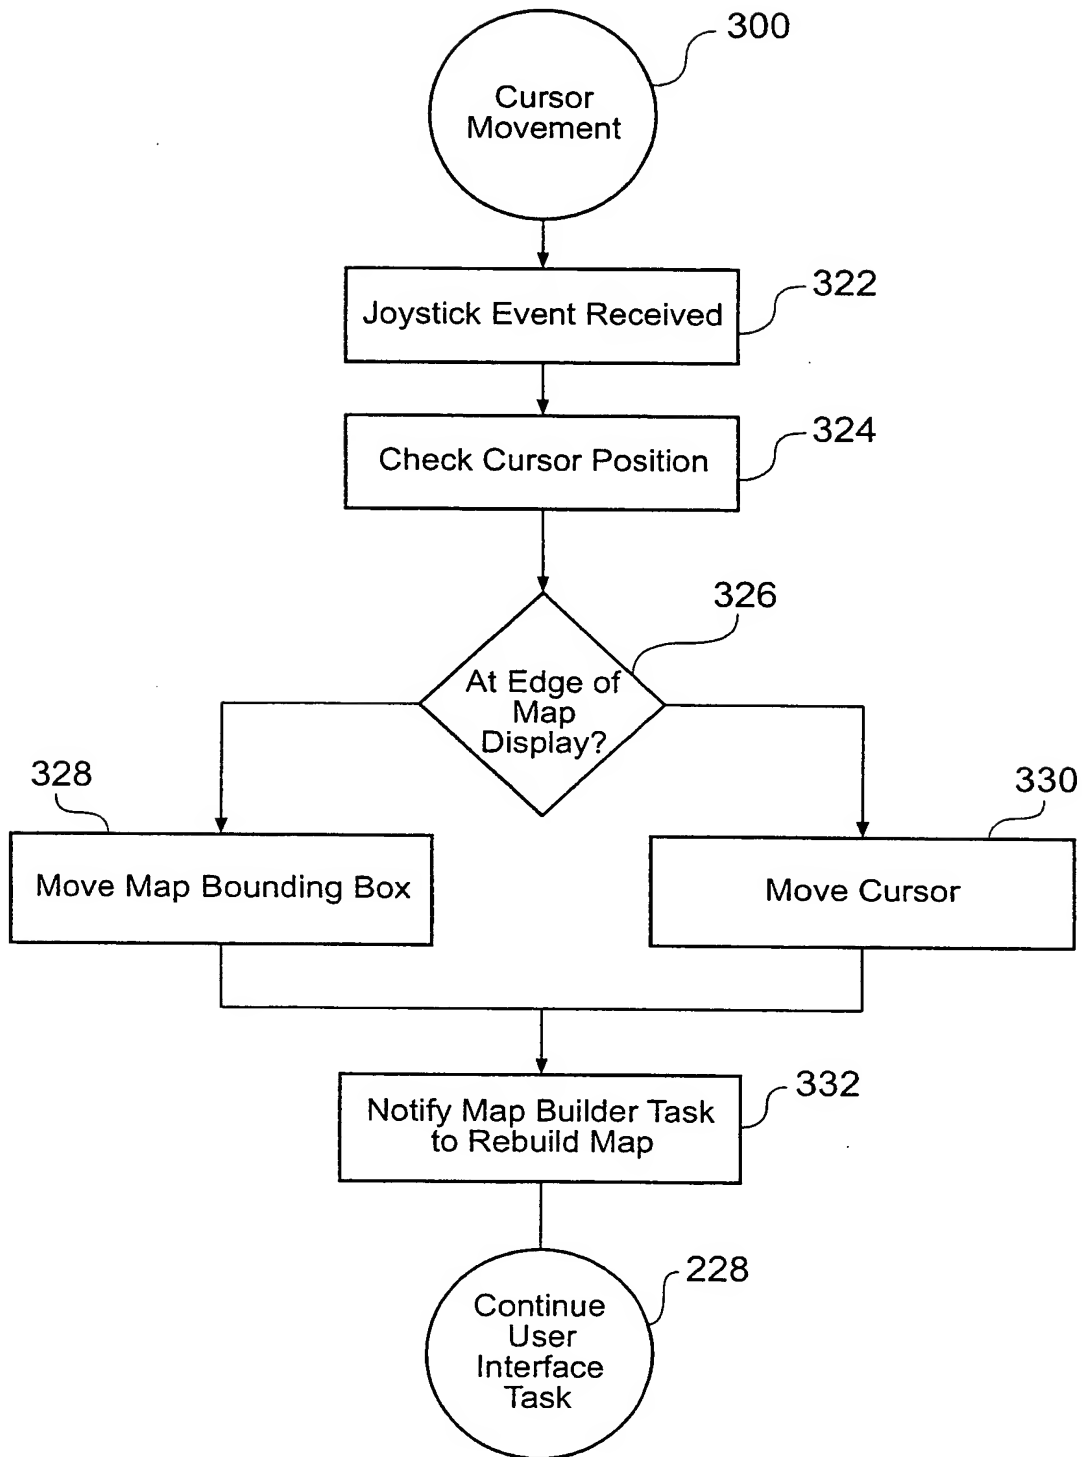 300
Cursor
Movement
322
Joystick Event Received
324
Check Cursor Position
326
At Edge of
Map
Display?
328
Move Map Bounding Box
330
Move Cursor
332
Notify Map Builder Task
to Rebuild Map
228
Continue
User
Interface
Task